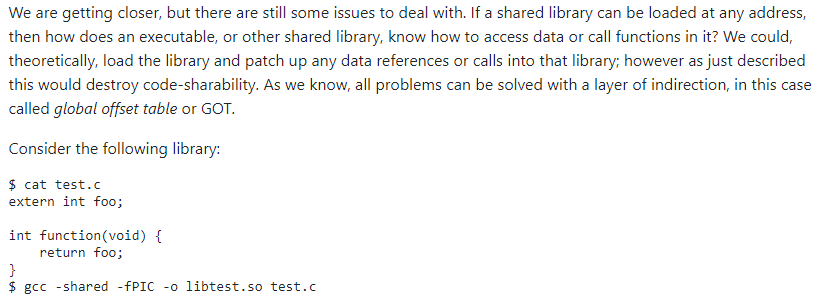 We are getting closer, but there are still some issues to deal with. If a shared library can be loaded at any address,
then how does an executable, or other shared library, know how to access data or call functions in it? We could,
theoretically, load the library and patch up any data references or calls into that library; however as just described
this would destroy code-sharability. As we know, all problems can be solved with a layer of indirection, in this case
called global offset table or GOT.
Consider the following library:
$ cat test.c
extern int foo;
int function(void) {
    return foo;
}
$ gcc -shared -fPIC -o libtest.so test.c